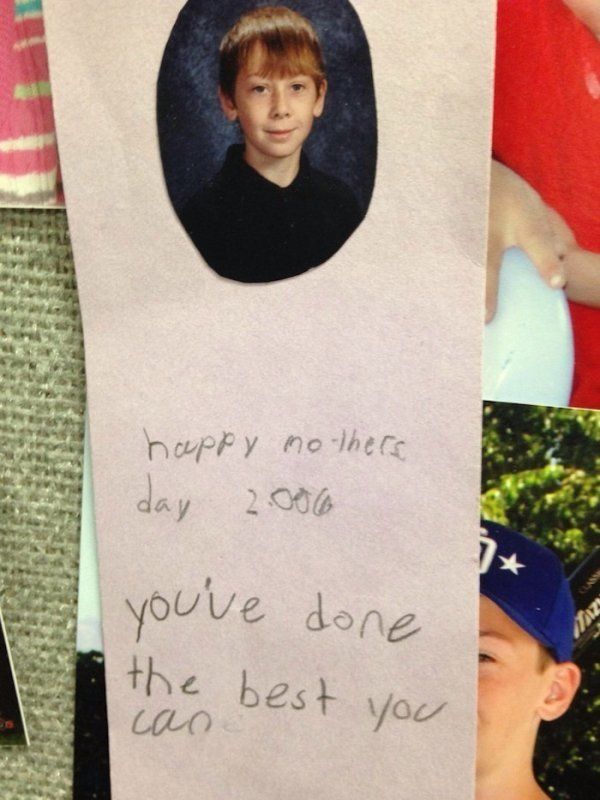 happy mothers
day 2006
you've done
the best you
can